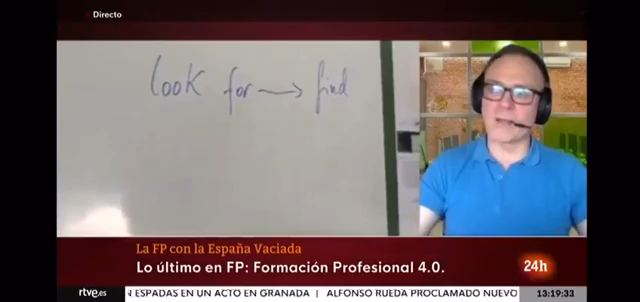 Directo
look for → find
La FP con la España Vaciada
Lo último en FP: Formación Profesional 4.0.
24h
rtve.es
N ESPADAS EN UN ACTO EN GRANADA | ALFONSO RUEDA PROCLAMADO NUEVO
13:19:33